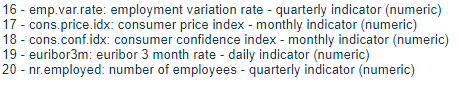 16 - emp.var.rate: employment variation rate - quarterly indicator (numeric)
17 - cons.price.idx: consumer price index - monthly indicator (numeric)
18 - cons.conf.idx: consumer confidence index - monthly indicator (numeric)
19 - euribor3m: euribor 3 month rate - daily indicator (numeric)
20 - nr.employed: number of employees - quarterly indicator (numeric)